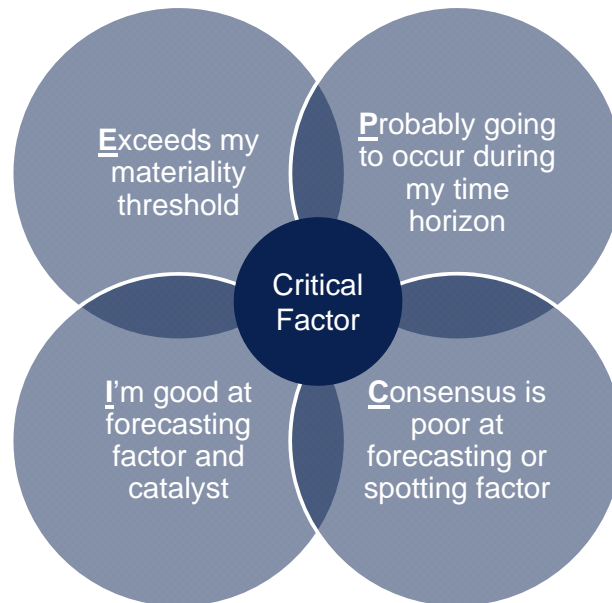 Exceeds my
materiality
threshold
Probably going
to occur during
my time
horizon
Critical
Factor
I'm good at
forecasting
factor and
catalyst
Consensus is
poor at
forecasting or
spotting factor